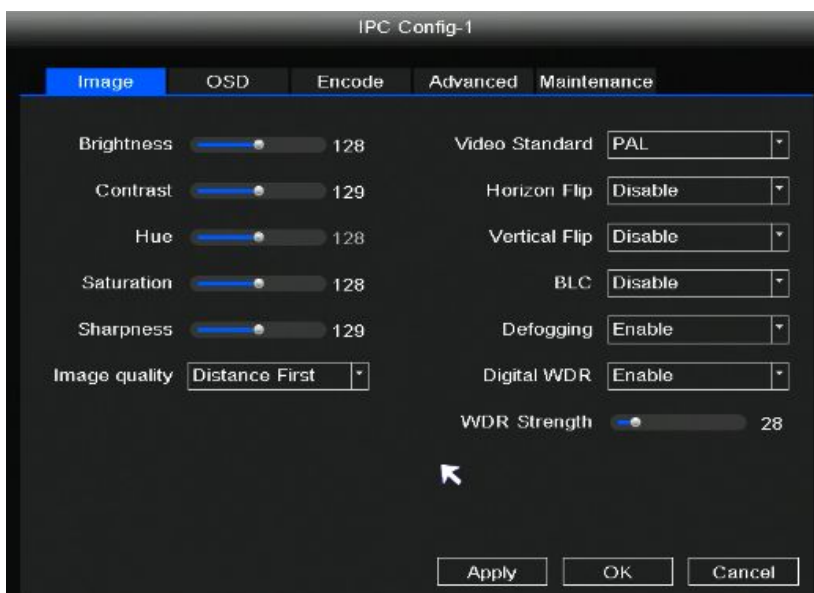 IPC Config-1
Image OSD Encode Advanced Maintenance
Brightness 128 Video Standard PAL
Contrast 129 Horizon Flip Disable
Hue 128 Vertical Flip Disable
Saturation 128 BLC Disable
Sharpness 129 Defogging Enable
Image quality Distance First Digital WDR Enable
WDR Strength 28
Apply OK Cancel